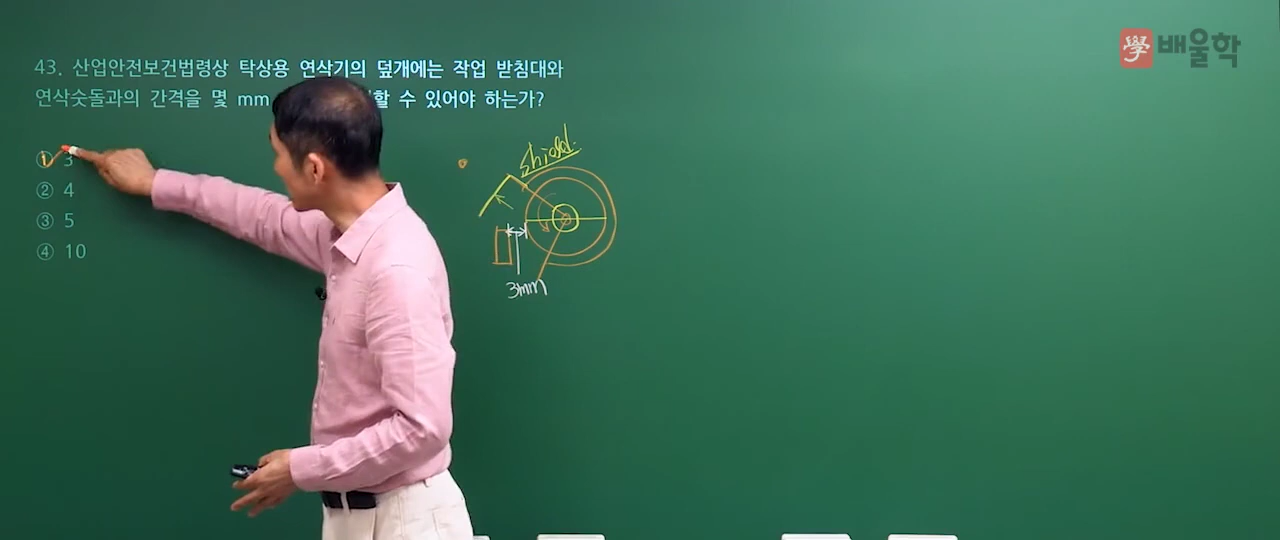 學 배울학
43. 산업안전보건법령상 탁상용 연삭기의 덮개에는 작업 받침대와
연삭숫돌과의 간격을 몇 mm 할 수 있어야 하는가?
① 3
② 4
③ 5
④ 10
shield.
3mm